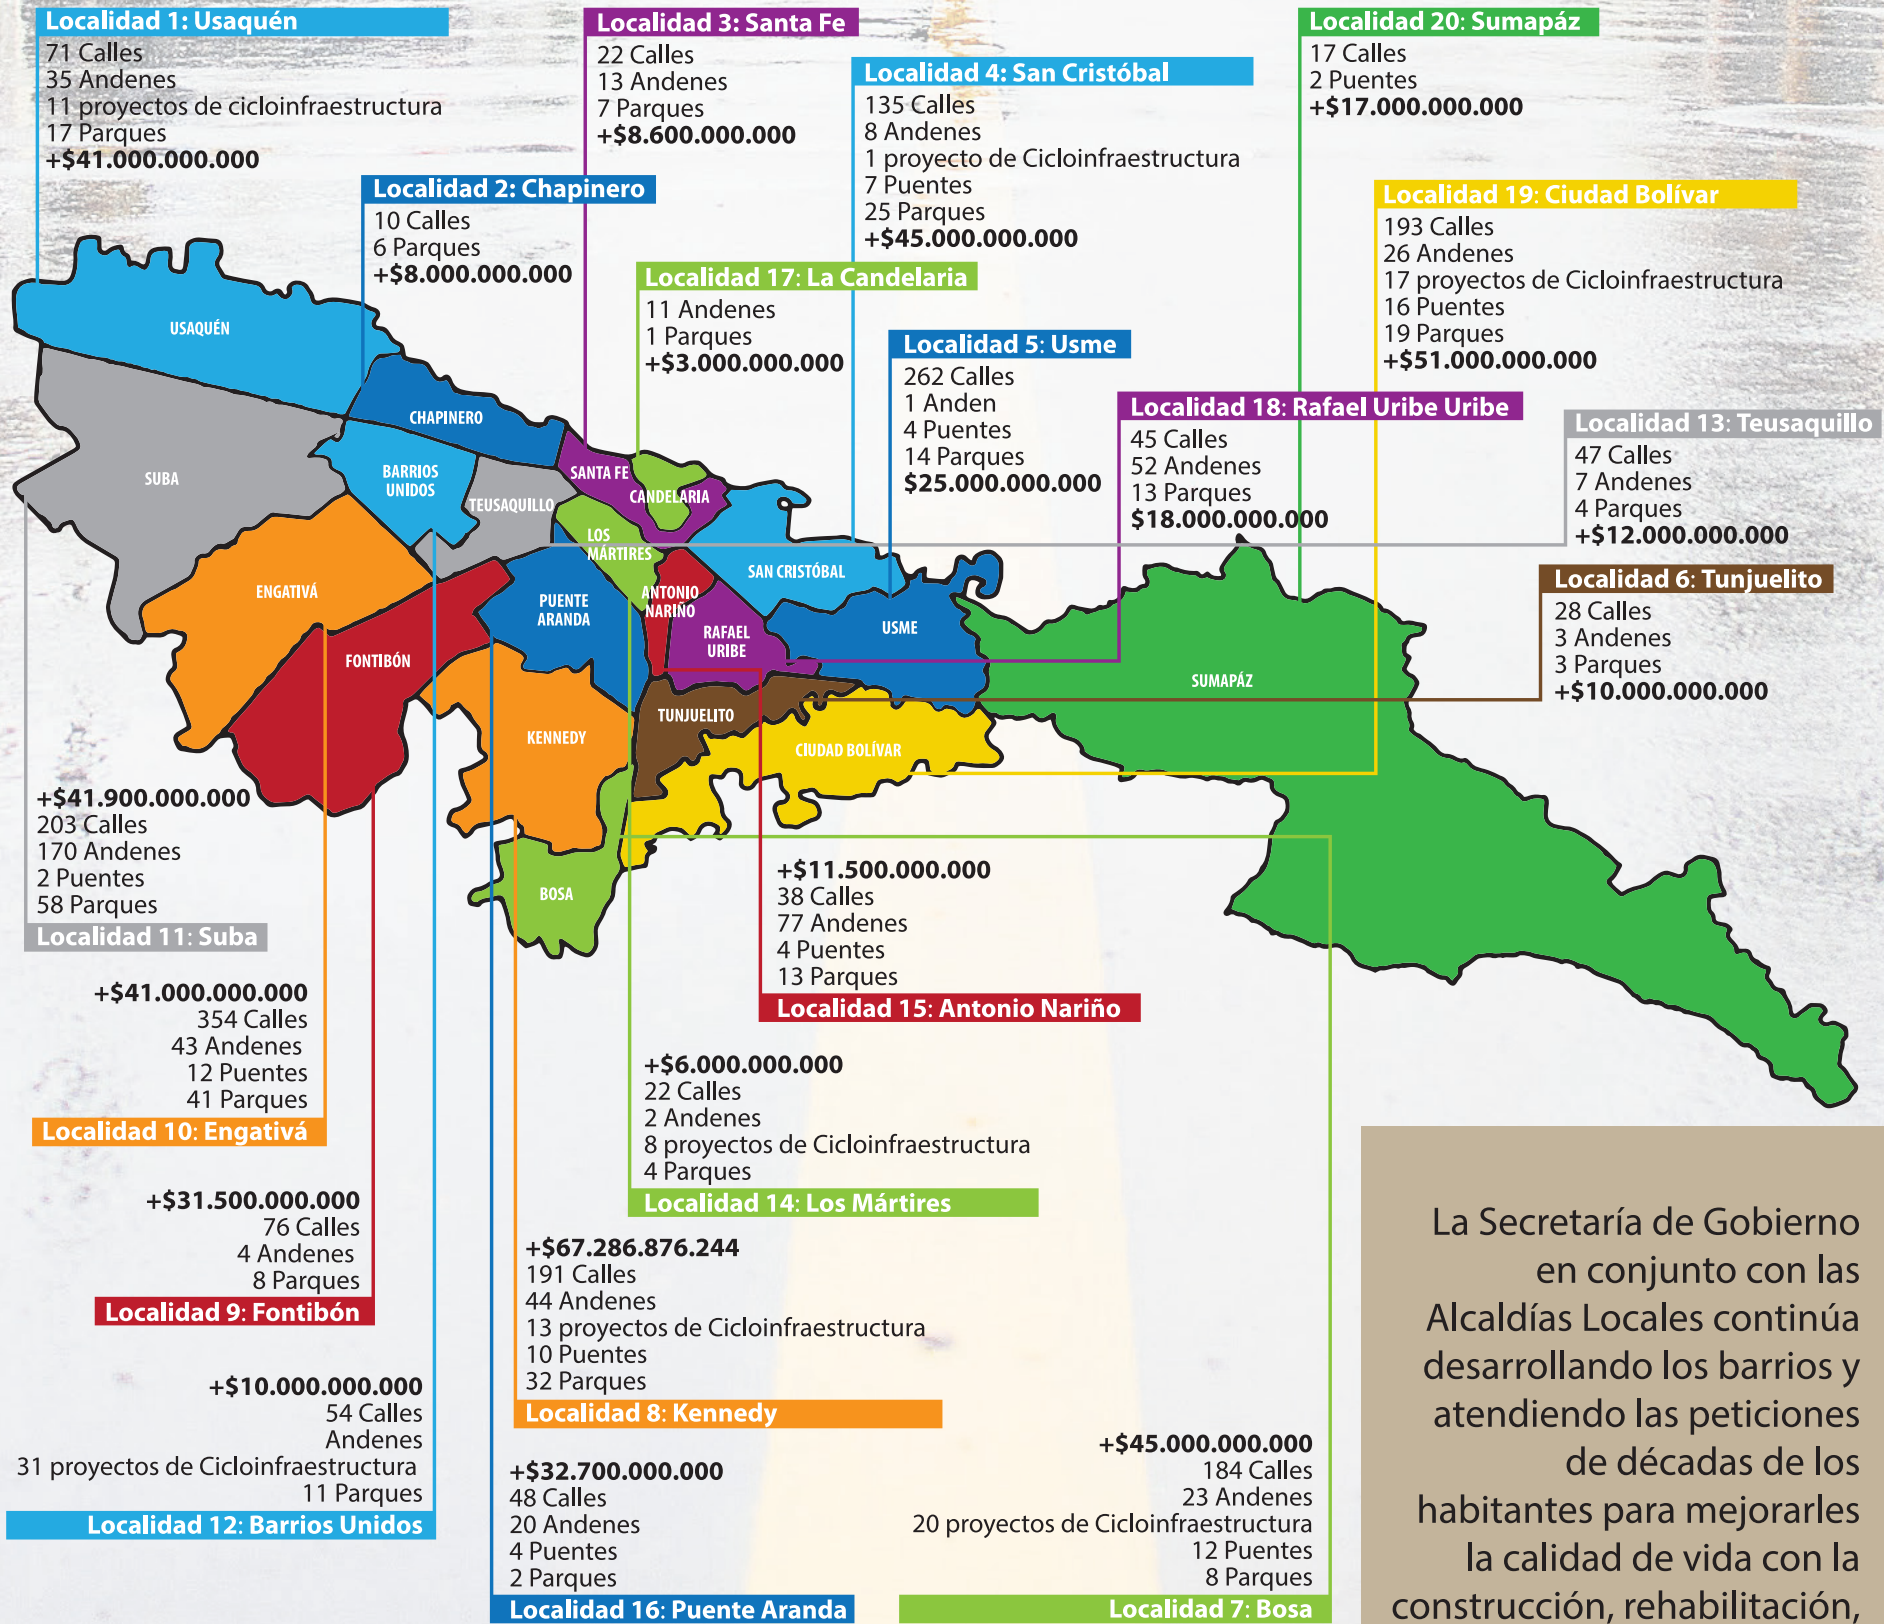 Localidad 1: Usaquén
71 Calles
35 Andenes
11 proyectos de cicloinfraestructura
17 Parques
+$41.000.000.000
Localidad 3: Santa Fe
22 Calles
13 Andenes
7 Parques
+$8.600.000.000
Localidad 20: Sumapáz
17 Calles
2 Puentes
+$17.000.000.000
Localidad 4: San Cristóbal
135 Calles
8 Andenes
1 proyecto de Cicloinfraestructura
7 Puentes
25 Parques
+$45.000.000.000
Localidad 2: Chapinero
10 Calles
6 Parques
+$8.000.000.000
Localidad 19: Ciudad Bolívar
193 Calles
26 Andenes
17 proyectos de Cicloinfraestructura
16 Puentes
19 Parques
+$51.000.000.000
Localidad 17: La Candelaria
11 Andenes
1 Parques
+$3.000.000.000
Localidad 5: Usme
262 Calles
1 Anden
4 Puentes
14 Parques
$25.000.000.000
Localidad 18: Rafael Uribe Uribe
45 Calles
52 Andenes
13 Parques
$18.000.000.000
Localidad 13: Teusaquillo
47 Calles
7 Andenes
4 Parques
+$12.000.000.000
Localidad 6: Tunjuelito
28 Calles
3 Andenes
3 Parques
+$10.000.000.000
USAQUÉN
CHAPINERO
SUBA
BARRIOS
UNIDOS
TEUSAQUILLO
SANTA FE
CANDELARIA
LOS
MÁRTIRES
ENGATIVÁ
PUENTE
ARANDA
ANTONIO
NARIÑO
SAN CRISTÓBAL
RAFAEL
URIBE
USME
FONTIBÓN
SUMAPÁZ
TUNJUELITO
KENNEDY
CIUDAD BOLÍVAR
BOSA
+$41.900.000.000
203 Calles
170 Andenes
2 Puentes
58 Parques
Localidad 11: Suba
+$11.500.000.000
38 Calles
77 Andenes
4 Puentes
13 Parques
Localidad 15: Antonio Nariño
+$41.000.000.000
354 Calles
43 Andenes
12 Puentes
41 Parques
Localidad 10: Engativá
+$6.000.000.000
22 Calles
2 Andenes
8 proyectos de Cicloinfraestructura
4 Parques
Localidad 14: Los Mártires
+$31.500.000.000
76 Calles
4 Andenes
8 Parques
Localidad 9: Fontibón
+$67.286.876.244
191 Calles
44 Andenes
13 proyectos de Cicloinfraestructura
10 Puentes
32 Parques
Localidad 8: Kennedy
+$10.000.000.000
54 Calles
Andenes
31 proyectos de Cicloinfraestructura
11 Parques
Localidad 12: Barrios Unidos
+$32.700.000.000
48 Calles
20 Andenes
4 Puentes
2 Parques
Localidad 16: Puente Aranda
+$45.000.000.000
184 Calles
23 Andenes
20 proyectos de Cicloinfraestructura
12 Puentes
8 Parques
Localidad 7: Bosa
La Secretaría de Gobierno
en conjunto con las
Alcaldías Locales continúa
desarrollando los barrios y
atendiendo las peticiones
de décadas de los
habitantes para mejorarles
la calidad de vida con la
construcción, rehabilitación,